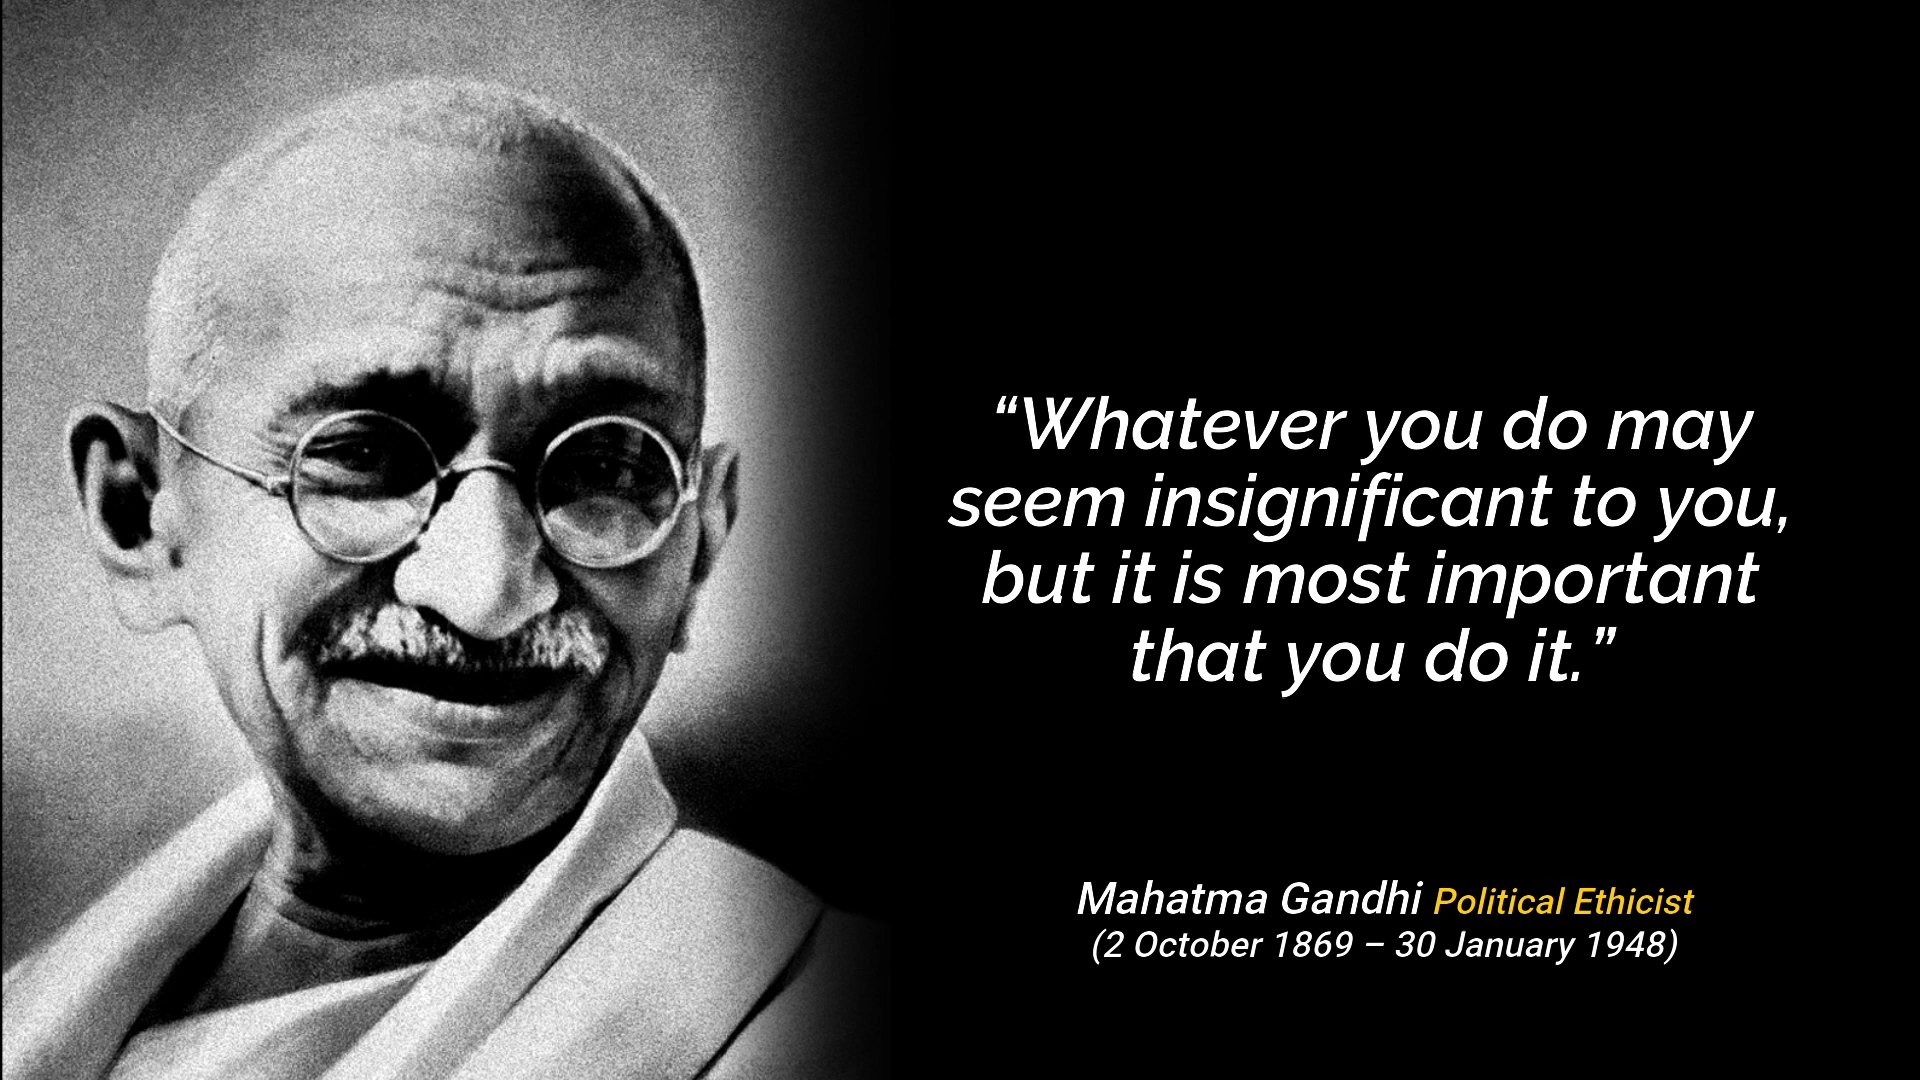 “Whatever you do may
seem insignificant to you,
but it is most important
that you do it.”
Mahatma Gandhi Political Ethicist
(2 October 1869 – 30 January 1948)